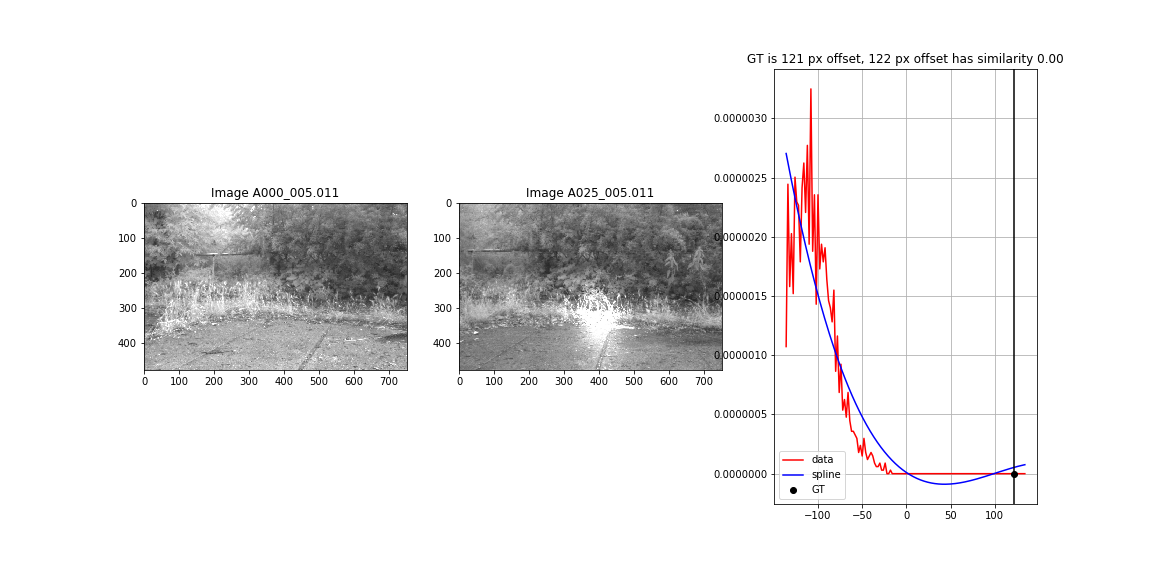 GT is 121 px offset, 122 px offset has similarity 0.00
Image A000_005.011
Image A025_005.011
0
100
200
300
400
0 100 200 300 400 500 600 700
0
100
200
300
400
0 100 200 300 400 500 600 700
0.0000030
0.0000025
0.0000020
0.0000015
0.0000010
0.0000005
0.0000000
−100 −50 0 50 100
data
spline
GT